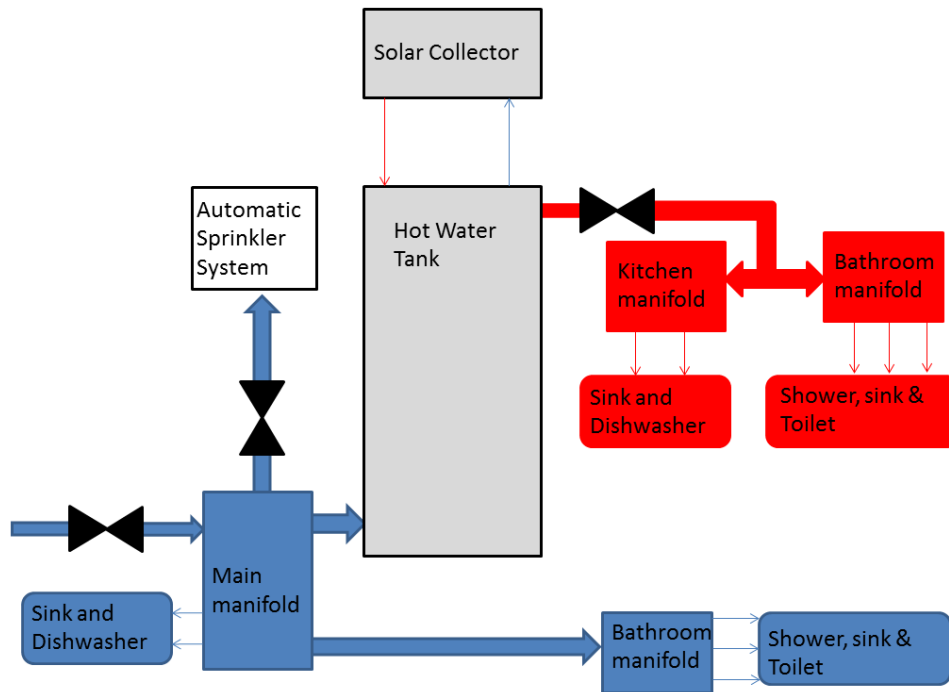 Solar Collector
Automatic
Sprinkler
System
Hot Water
Tank
Kitchen
manifold
Bathroom
manifold
Sink and
Dishwasher
Shower, sink &
Toilet
Main
manifold
Sink and
Dishwasher
Bathroom
manifold
Shower, sink &
Toilet